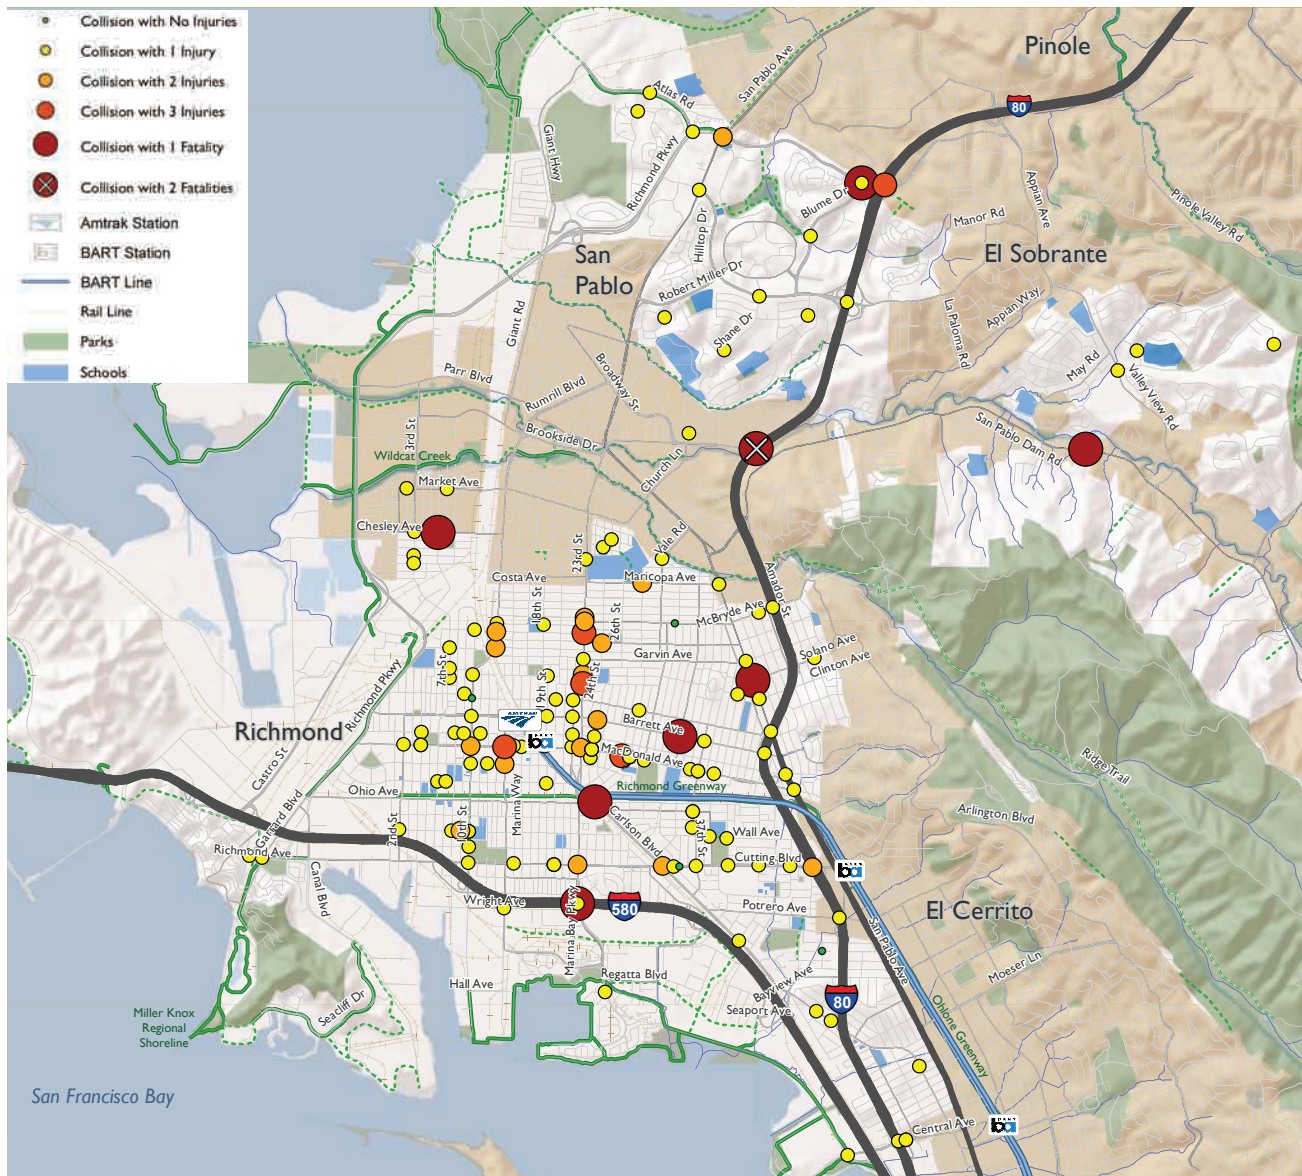 Collision with No Injuries
Collision with 1 Injury
Collision with 2 Injuries
Collision with 3 Injuries
Collision with 1 Fatality
Collision with 2 Fatalities
Amtrak Station
BART Station
BART Line
Rail Line
Parks
Schools
Pinole
80
San Pablo Ave
Atlas Rd
Giant Hwy
Richmond Pkwy
Appian Ave
Pinole Valley Rd
Blume Dr
Manor Rd
Hilltop Dr
San
Pablo
El Sobrante
Robert Miller Dr
Appian Way
La Paloma Rd
Giant Rd
Shane Dr
Broadway St
May Rd
Valley View Rd
Parr Blvd
Rumrill Blvd
3rd St
Brookside Dr
San Pablo Dam Rd
Wildcat Creek
Church Ln
Market Ave
Chesley Ave
Vale Rd
23rd St
Costa Ave
Maricopa Ave
Amador St
18th St
26th St
McBryde Ave
Garvin Ave
Solano Ave
Clinton Ave
7th St
19th St
24th St
Richmond Pkwy
Richmond
AMTRAK
Barrett Ave
BART
ba
MacDonald Ave
Ridge Trail
Castro St
Richmond Greenway
Ohio Ave
Marina Way
Carlson Blvd
Arlington Blvd
Garrard Blvd
2nd St
10th St
37th St
Wall Ave
Richmond Ave
Cutting Blvd
BART
ba
Canal Blvd
Wright Ave
580
Potrero Ave
El Cerrito
Marina Bay Pkwy
San Pablo Ave
Moeser Ln
Hall Ave
Regatta Blvd
Bayview Ave
Seacliff Dr
Seaport Ave
80
Ohlone Greenway
Miller Knox
Regional
Shoreline
San Francisco Bay
Central Ave
BART
ba